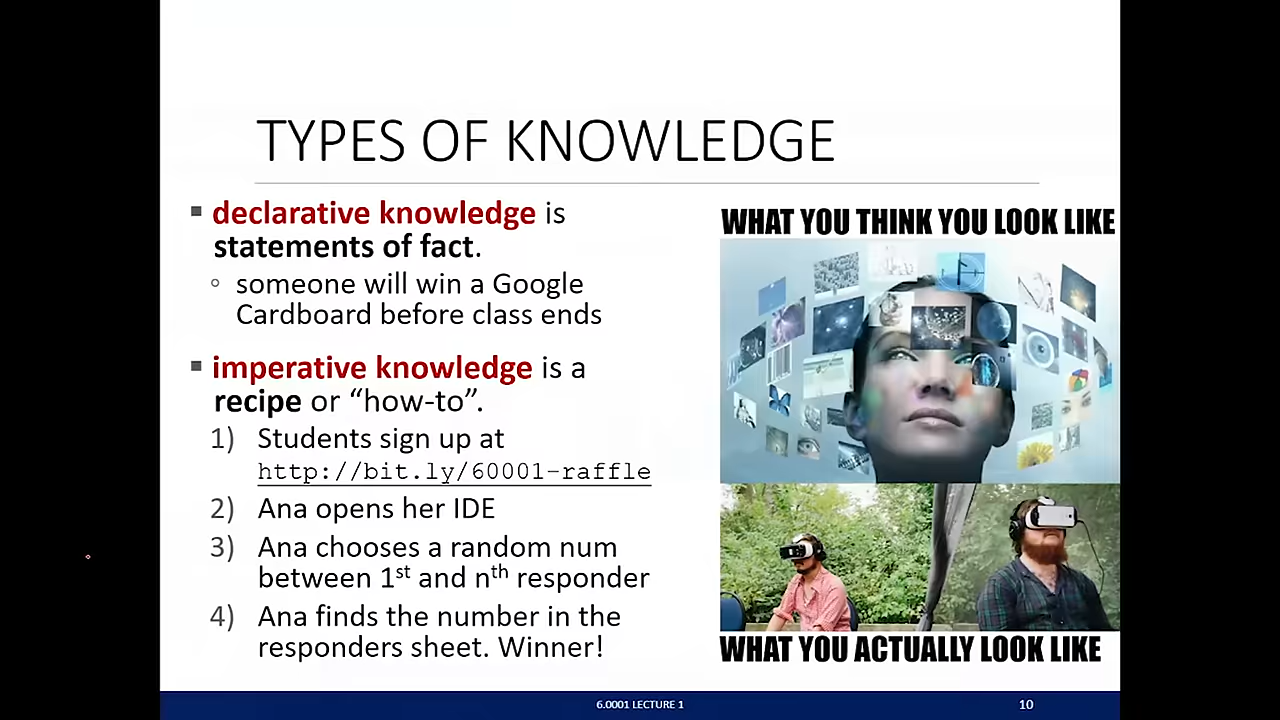 TYPES OF KNOWLEDGE
▪ declarative knowledge is
statements of fact.
◦ someone will win a Google
Cardboard before class ends
▪ imperative knowledge is a
recipe or “how-to”.
1) Students sign up at
http://bit.ly/60001-raffle
2) Ana opens her IDE
3) Ana chooses a random num
between 1st and nth responder
4) Ana finds the number in the
responders sheet. Winner!
WHAT YOU THINK YOU LOOK LIKE
WHAT YOU ACTUALLY LOOK LIKE
6.0001 LECTURE 1
10